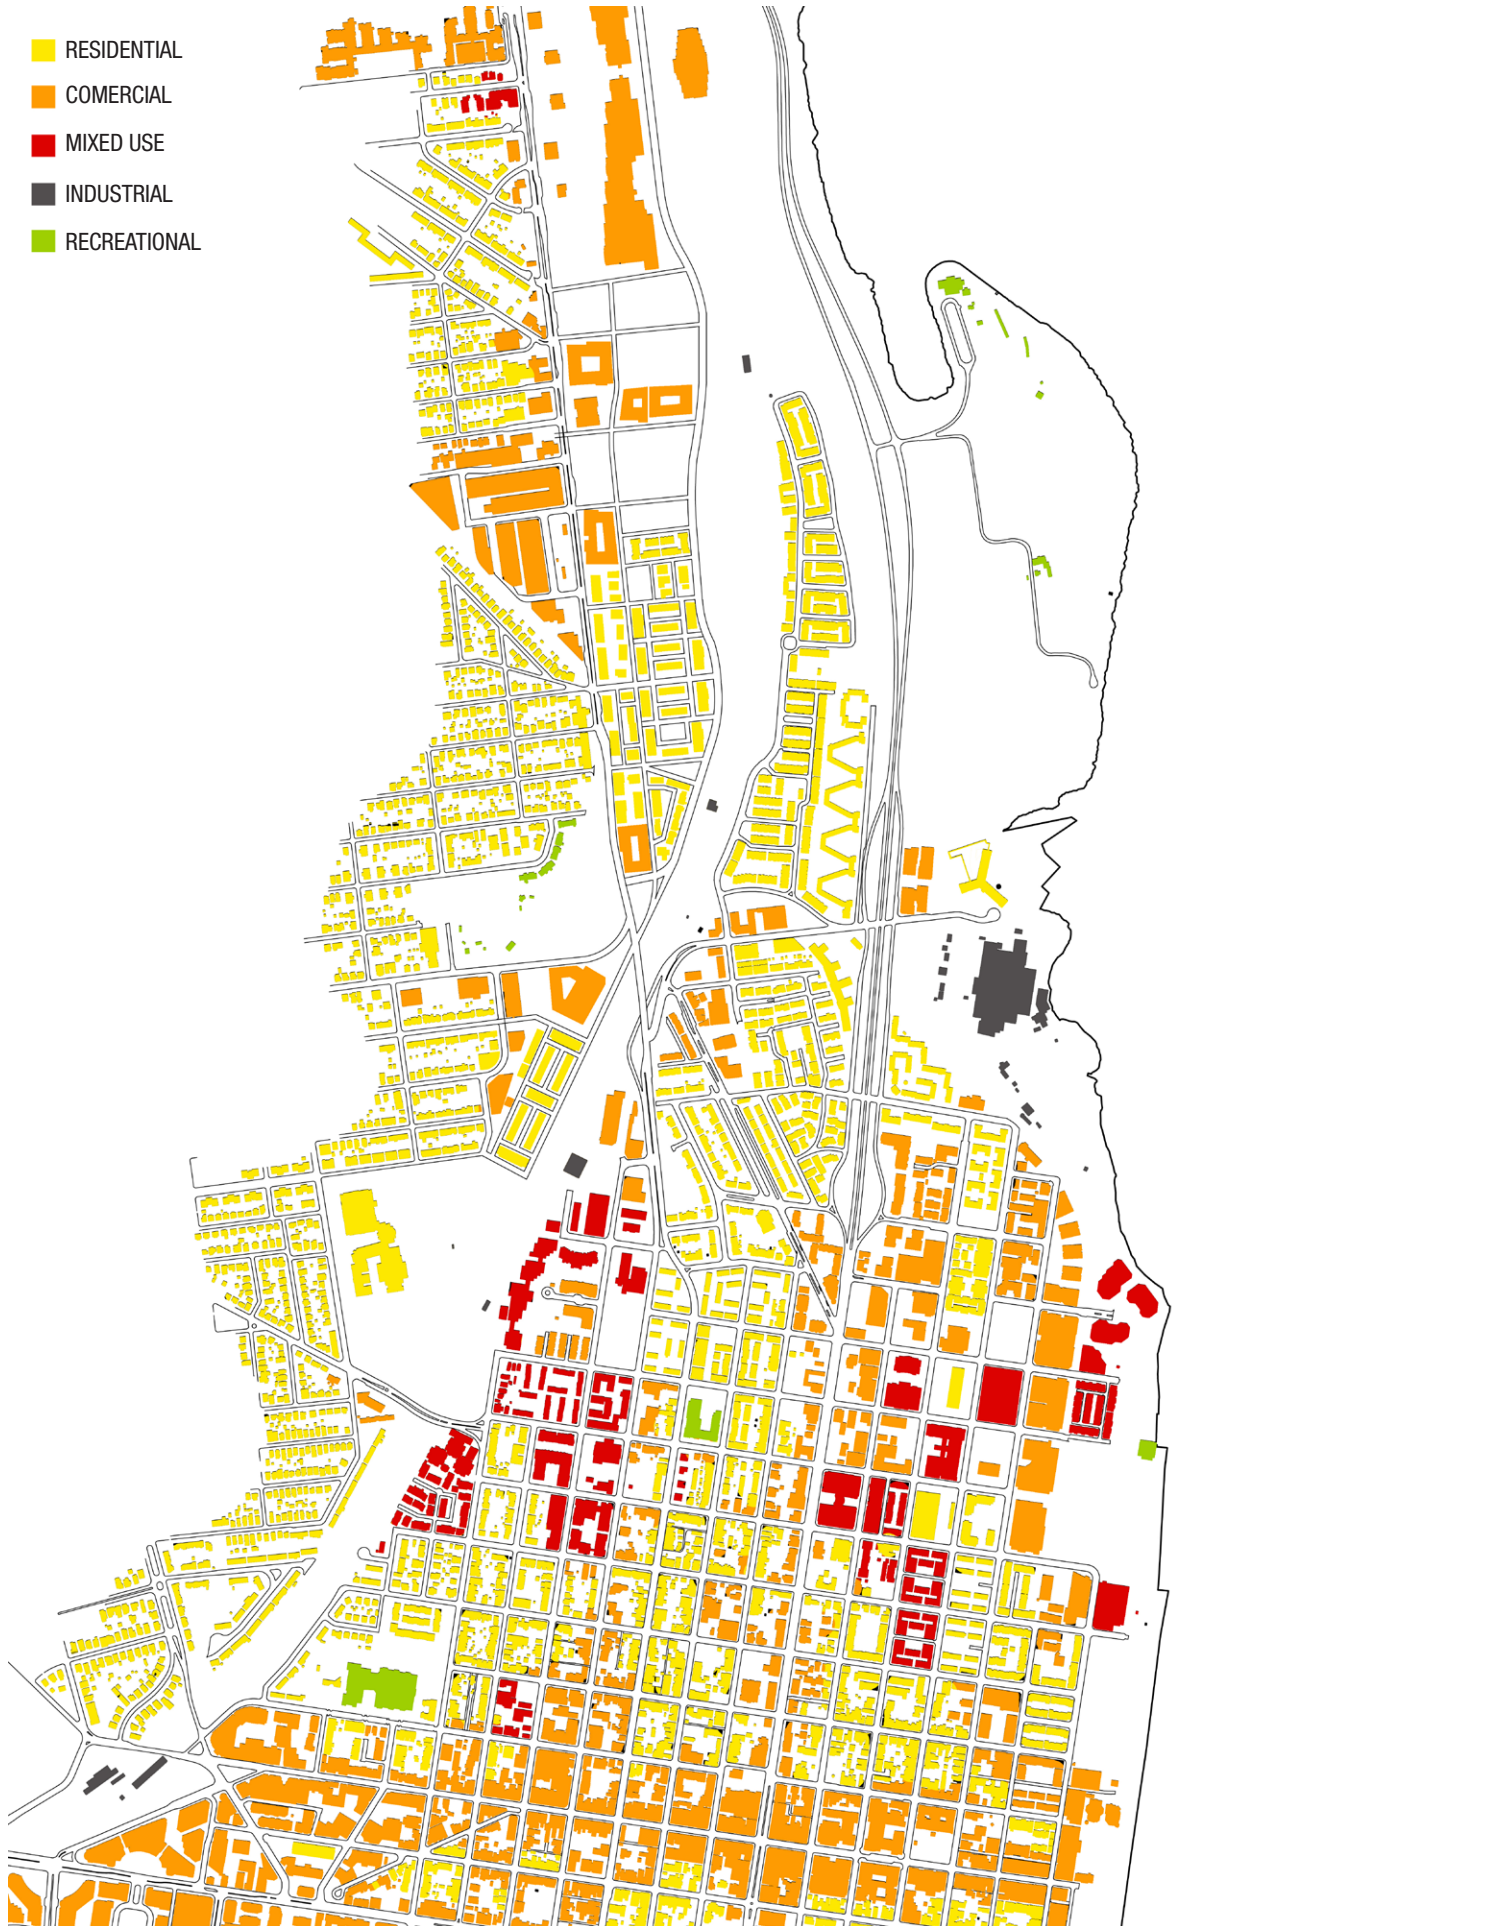 RESIDENTIAL
COMERCIAL
MIXED USE
INDUSTRIAL
RECREATIONAL